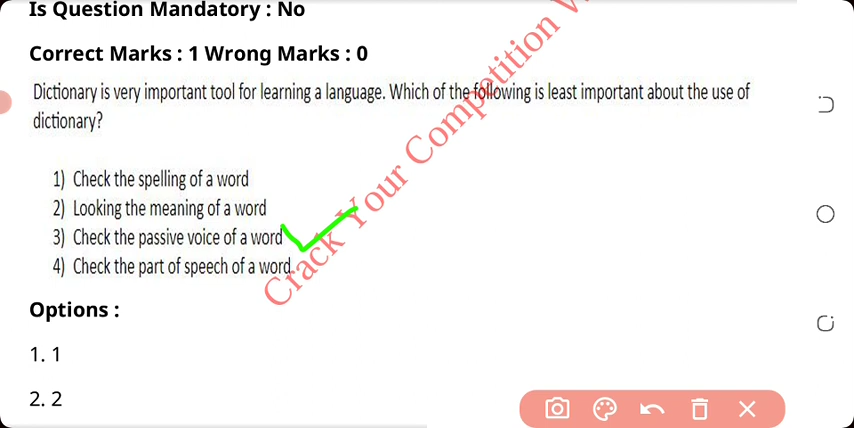 Is Question Mandatory : No
Correct Marks : 1 Wrong Marks : 0
Dictionary is very important tool for learning a language. Which of the following is least important about the use of
dictionary?
1) Check the spelling of a word
2) Looking the meaning of a word
3) Check the passive voice of a word
4) Check the part of speech of a word
Options :
1. 1
2. 2
Crack Your Competition